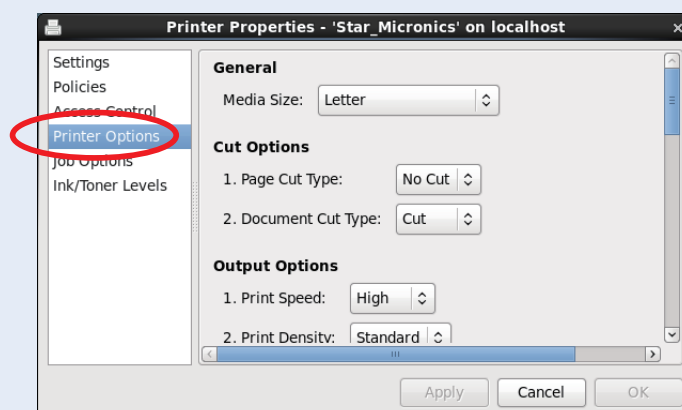 Printer Properties - 'Star_Micronics' on localhost
Settings
Policies
Access Control
Printer Options
Job Options
Ink/Toner Levels
General
Media Size: Letter
Cut Options
1. Page Cut Type: No Cut
2. Document Cut Type: Cut
Output Options
1. Print Speed: High
2. Print Density: Standard
Apply Cancel OK